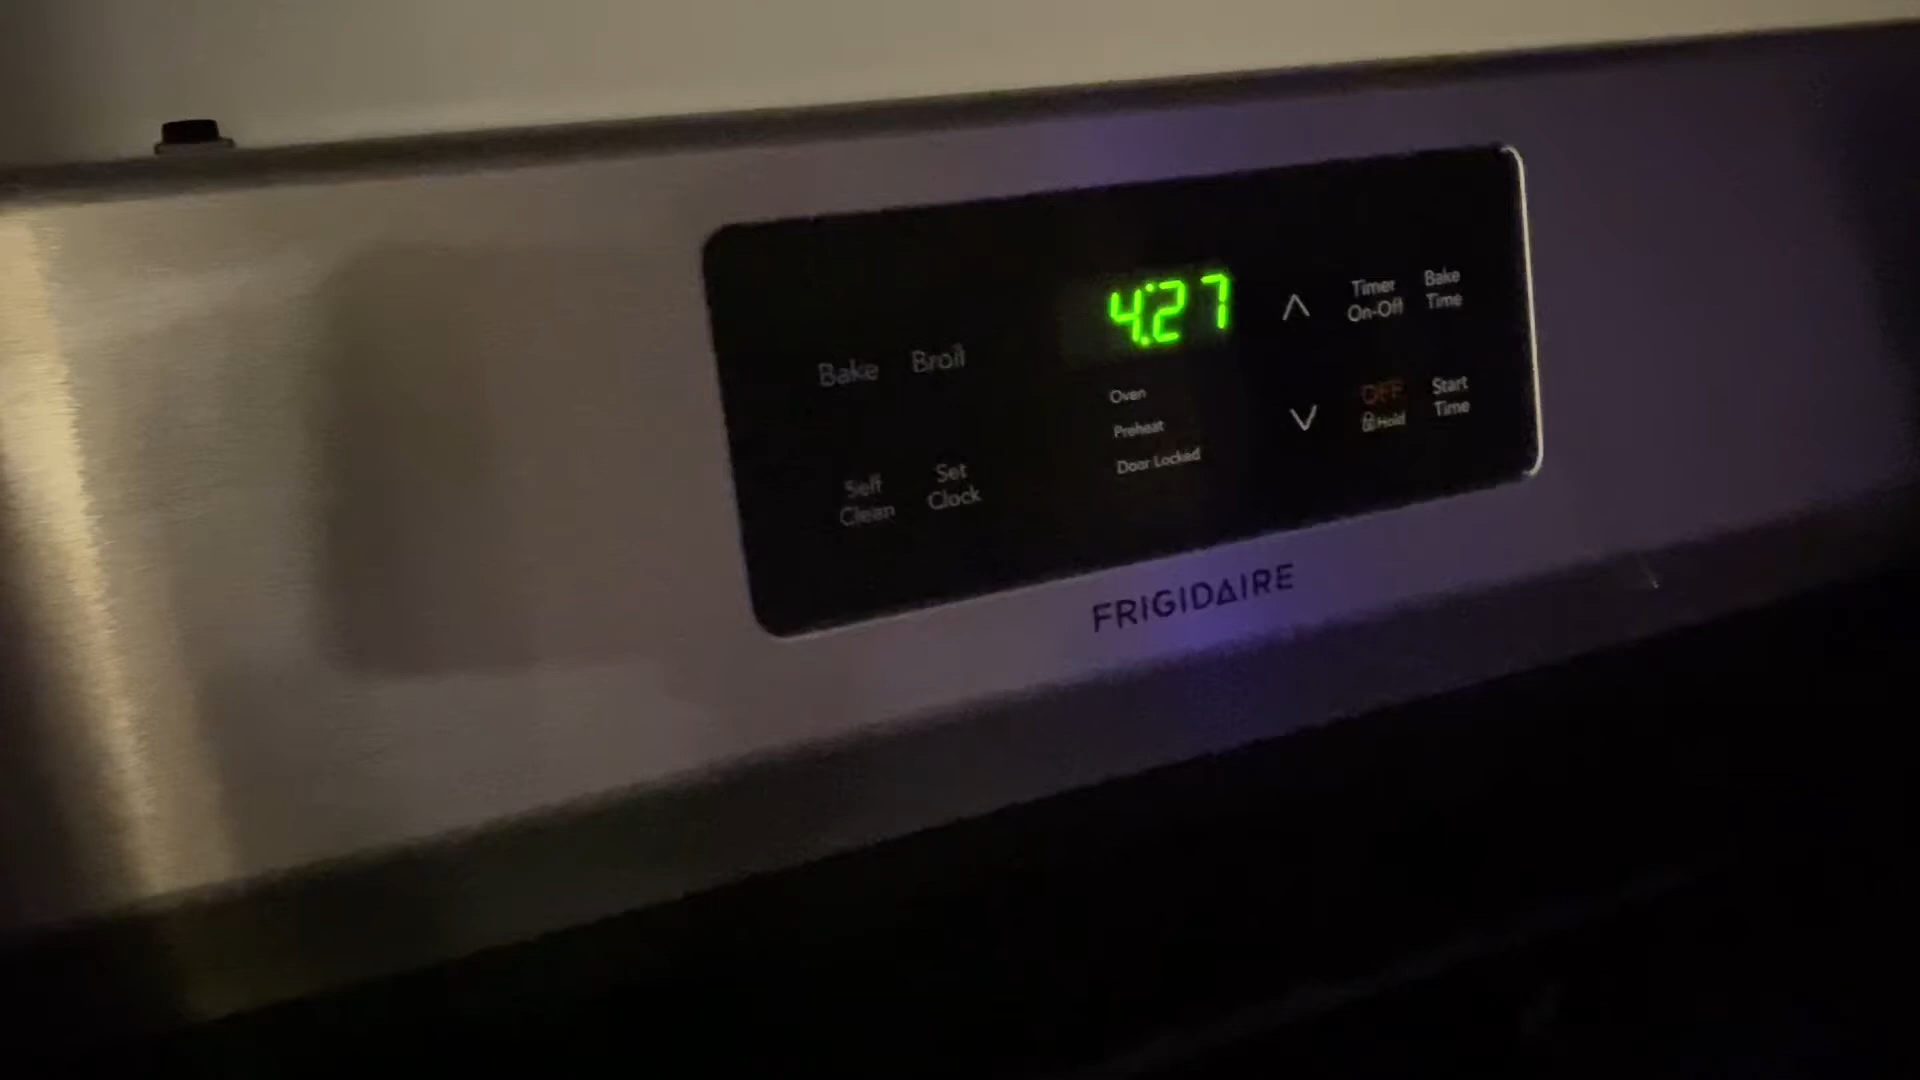 4:27
Timer
On-Off
Bake
Time
Bake
Broil
Oven
OFF
Hold
Start
Time
Preheat
Door Locked
Self
Clean
Set
Clock
FRIGIDAIRE